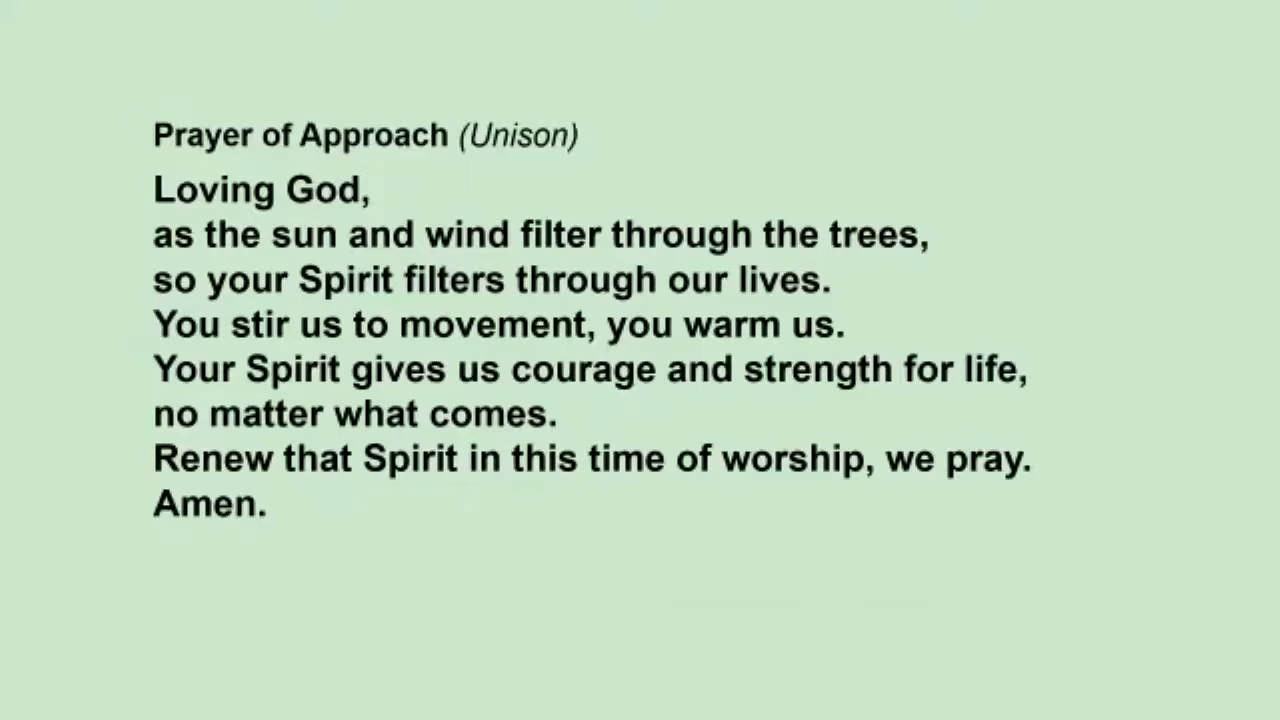 Prayer of Approach (Unison)
Loving God,
as the sun and wind filter through the trees,
so your Spirit filters through our lives.
You stir us to movement, you warm us.
Your Spirit gives us courage and strength for life,
no matter what comes.
Renew that Spirit in this time of worship, we pray.
Amen.